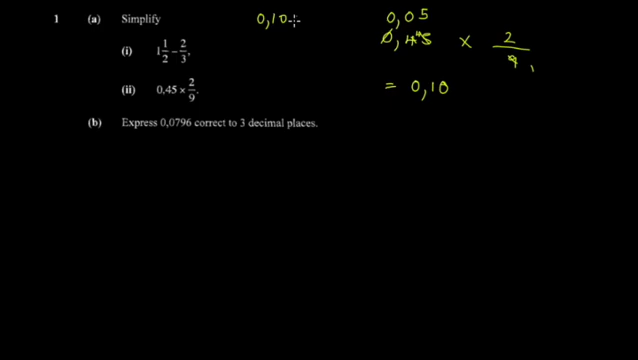 1 (a) Simplify 0,10 0,05
0,45 × 2/9 1
(i) 1 1/2 − 2/3,
(ii) 0,45 × 2/9. = 0,10
(b) Express 0,0796 correct to 3 decimal places.